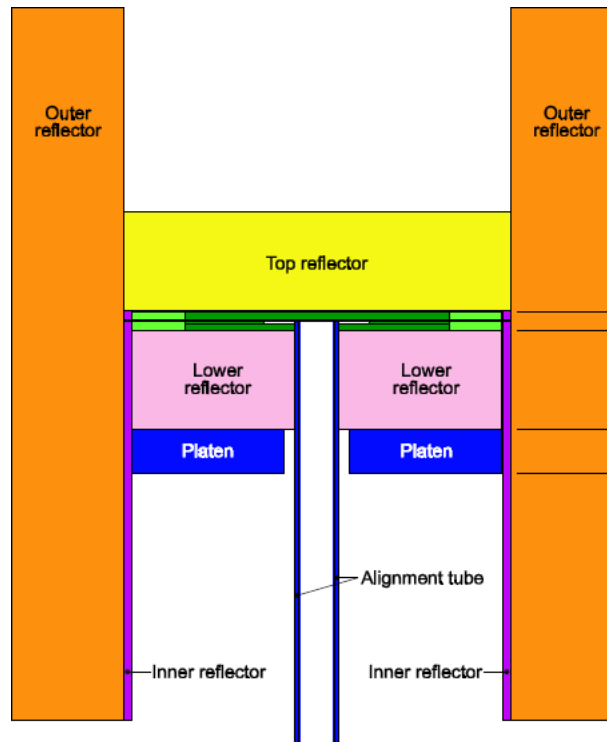 Outer
reflector
Outer
reflector
Top reflector
Lower
reflector
Lower
reflector
Platen
Platen
Alignment tube
Inner reflector
Inner reflector